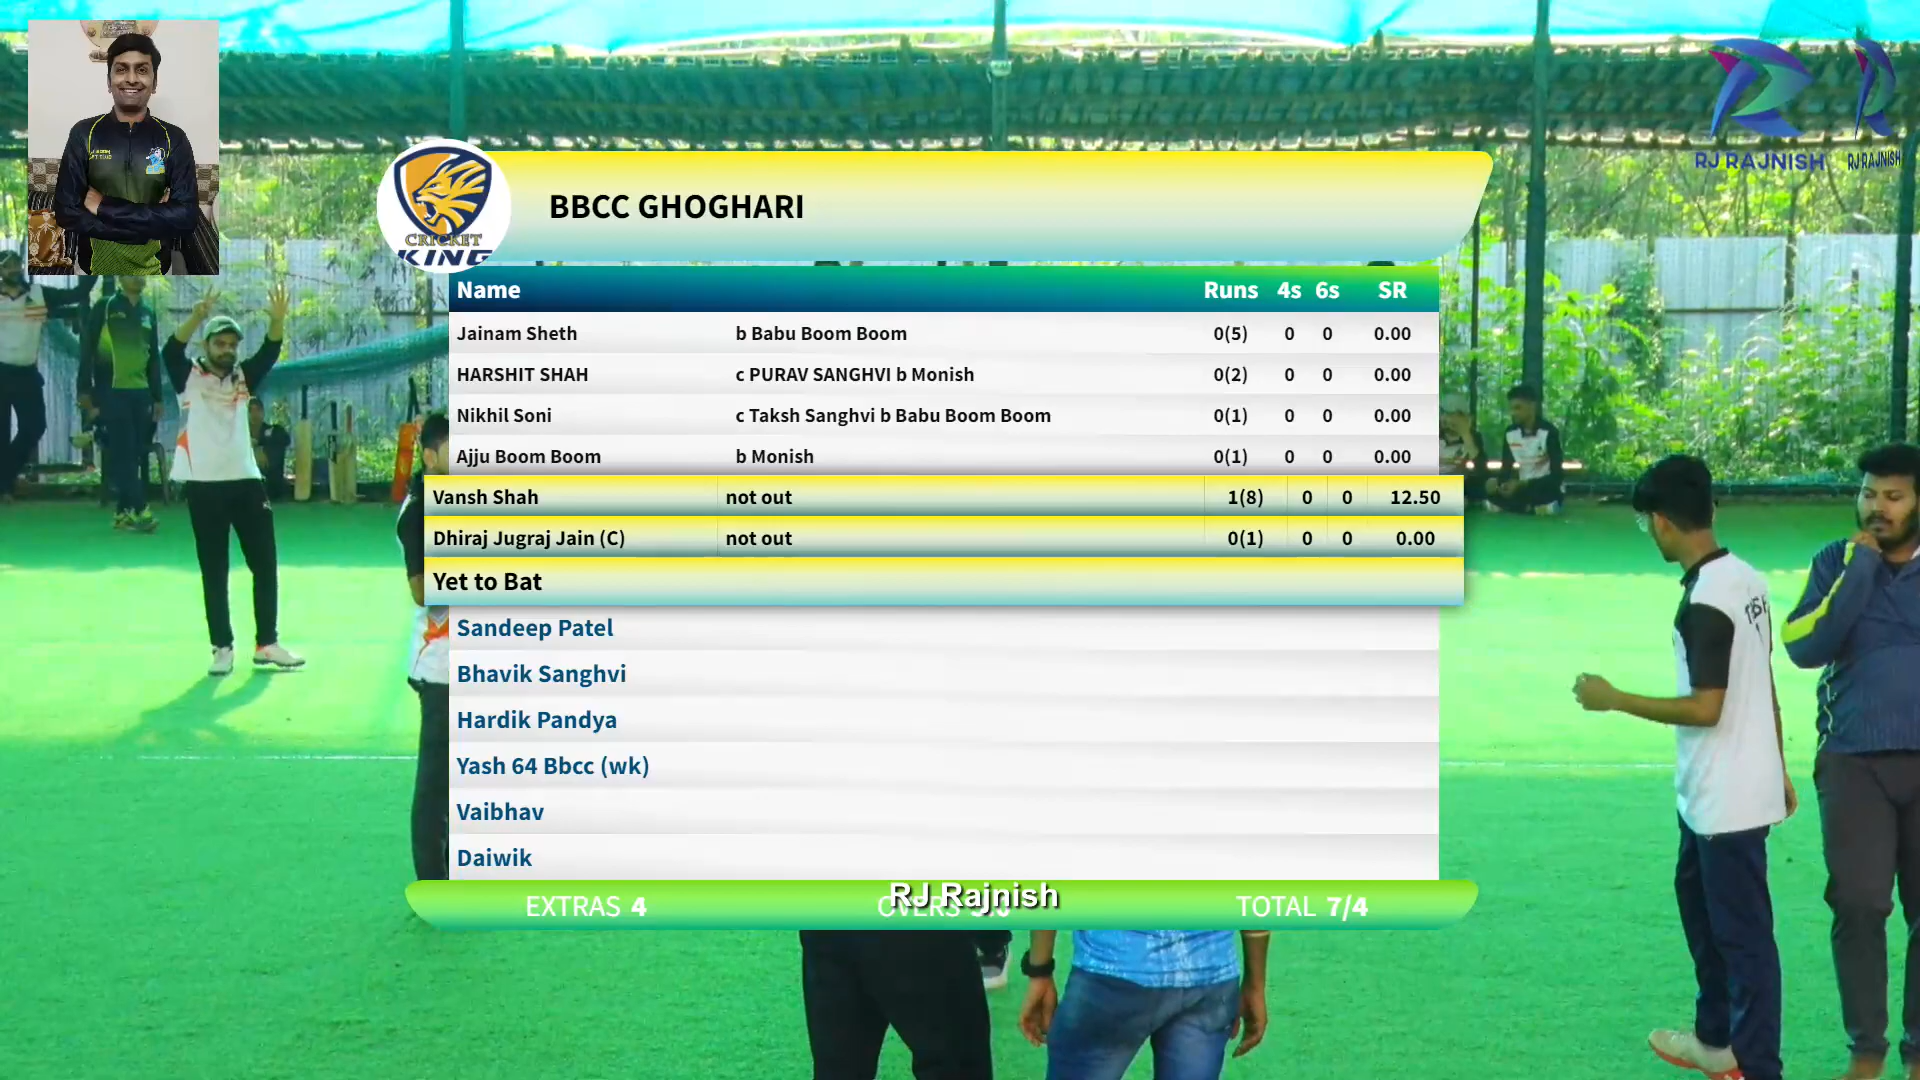 RJ RAJNISH RJ RAJNISH
CRICKET
KING
BBCC GHOGHARI
Name Runs 4s 6s SR
Jainam Sheth b Babu Boom Boom 0(5) 0 0 0.00
HARSHIT SHAH c PURAV SANGHVI b Monish 0(2) 0 0 0.00
Nikhil Soni c Taksh Sanghvi b Babu Boom Boom 0(1) 0 0 0.00
Ajju Boom Boom b Monish 0(1) 0 0 0.00
Vansh Shah not out 1(8) 0 0 12.50
Dhiraj Jugraj Jain (C) not out 0(1) 0 0 0.00
Yet to Bat
Sandeep Patel
Bhavik Sanghvi
Hardik Pandya
Yash 64 Bbcc (wk)
Vaibhav
Daiwik
RJ Rajnish
EXTRAS 4 OVERS TOTAL 7/4